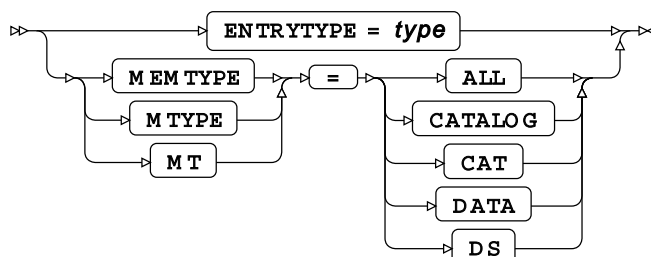 ENTRYTYPE = type
MEMTYPE = ALL
MTYPE CATALOG
MT CAT
DATA
DS